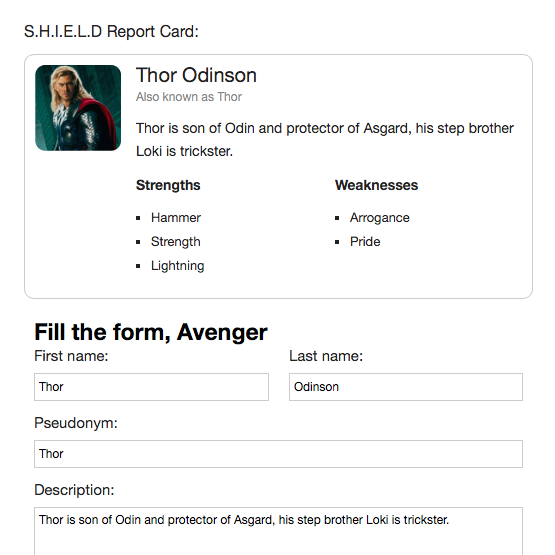 S.H.I.E.L.D Report Card:
Thor Odinson
Also known as Thor
Thor is son of Odin and protector of Asgard, his step brother
Loki is trickster.
Strengths
Hammer
Strength
Lightning
Weaknesses
Arrogance
Pride
Fill the form, Avenger
First name:
Thor
Last name:
Odinson
Pseudonym:
Thor
Description:
Thor is son of Odin and protector of Asgard, his step brother Loki is trickster.